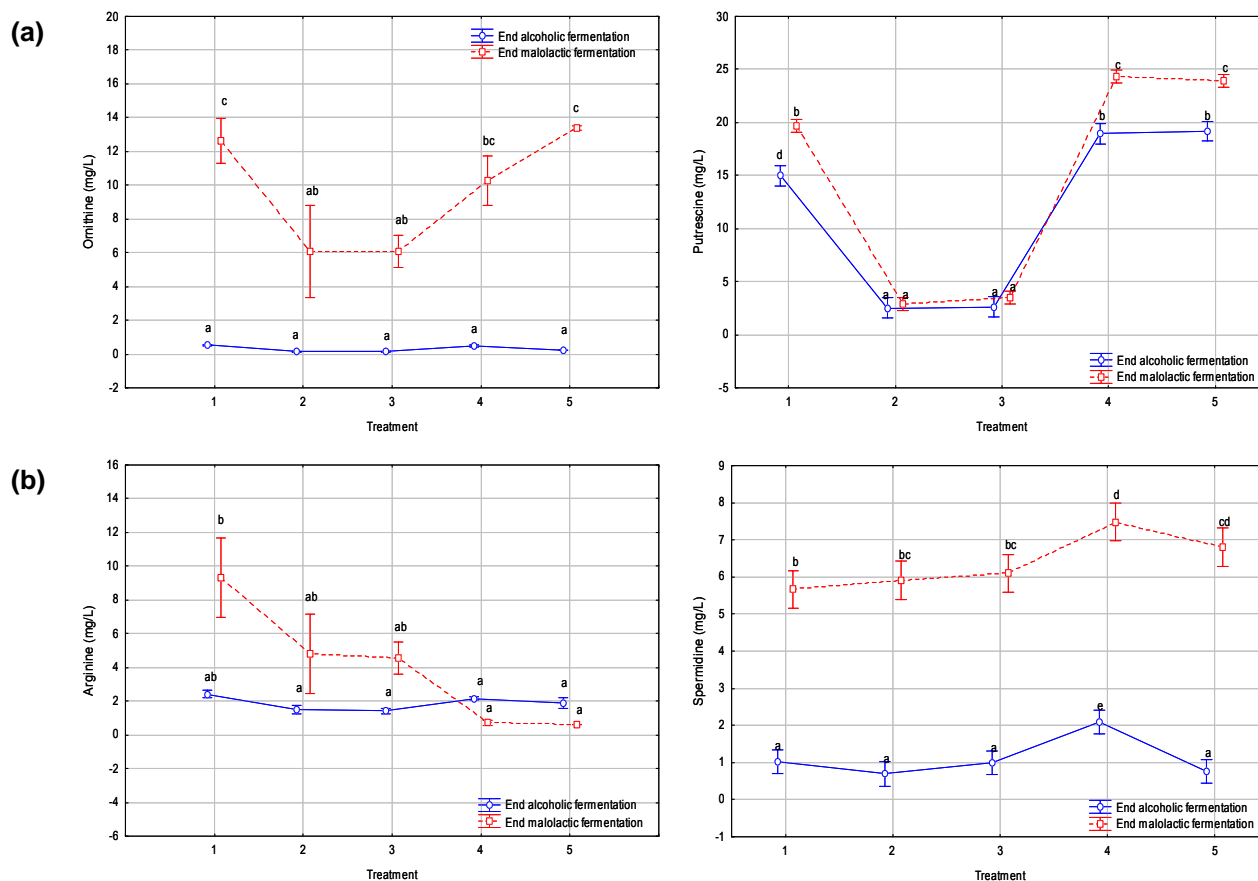 (a)
20
18
16
14
12
10
8
6
4
2
0
-2
Ornithine (mg/L)
End alcoholic fermentation
End malolactic fermentation
c
ab
ab
bc
c
a
a
a
a
a
1 2 3 4 5
Treatment
30
25
20
15
10
5
0
-5
Putrescine (mg/L)
b
c
c
d
b
b
a a
a a
End alcoholic fermentation
End malolactic fermentation
1 2 3 4 5
Treatment
(b)
16
14
12
10
8
6
4
2
0
-2
-4
-6
Arginine (mg/L)
b
ab
ab
ab
a
a
a
a
a
a
End alcoholic fermentation
End malolactic fermentation
1 2 3 4 5
Treatment
9
8
7
6
5
4
3
2
1
0
-1
Spermidine (mg/L)
b
bc
bc
d
cd
a
a
a
e
a
End alcoholic fermentation
End malolactic fermentation
1 2 3 4 5
Treatment